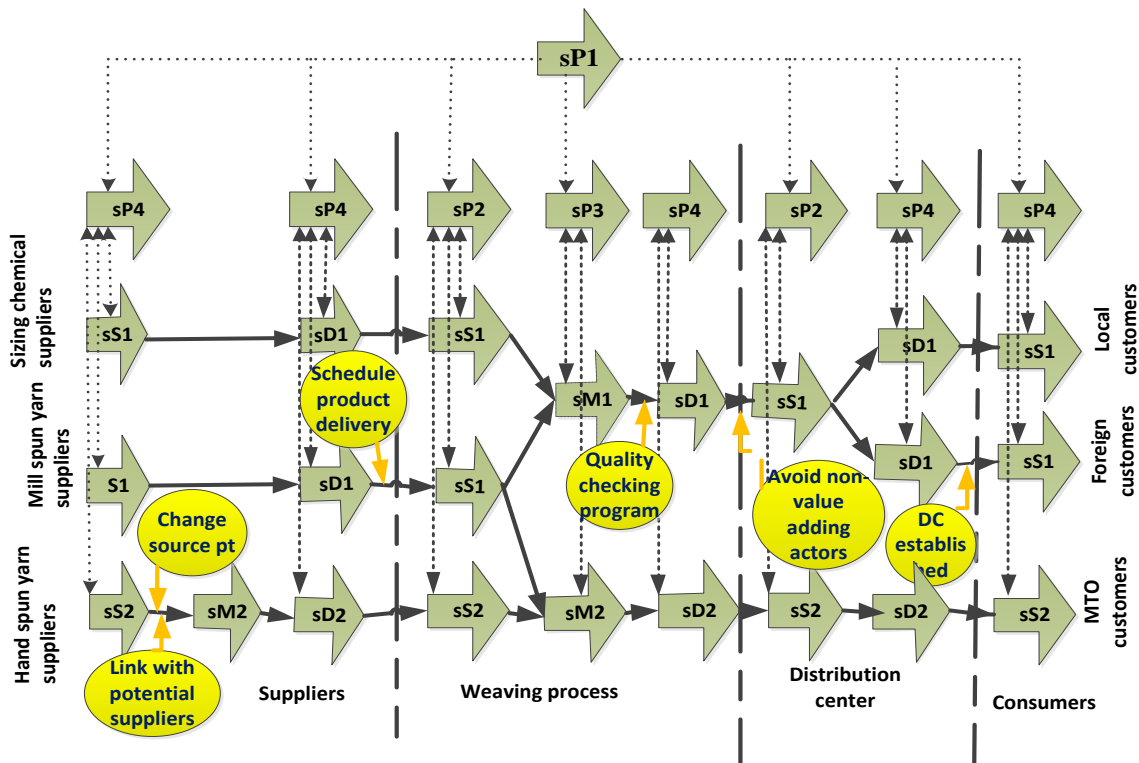 sP1
sP4
sP4
sP2
sP3
sP4
sP2
sP4
sP4
Sizing chemical
suppliers
sS1
sD1
sS1
sD1
sS1
Local
customers
Schedule
product
delivery
sM1
sD1
sS1
Mill spun yarn
suppliers
S1
sD1
sS1
Quality
checking
program
sD1
sS1
Foreign
customers
Avoid non-
value
adding
actors
Change
source pt
DC
establis
hed
Hand spun yarn
suppliers
sS2
sM2
sD2
sS2
sM2
sD2
sS2
sD2
sS2
MTO
customers
Link with
potential
suppliers
Suppliers
Weaving process
Distribution
center
Consumers